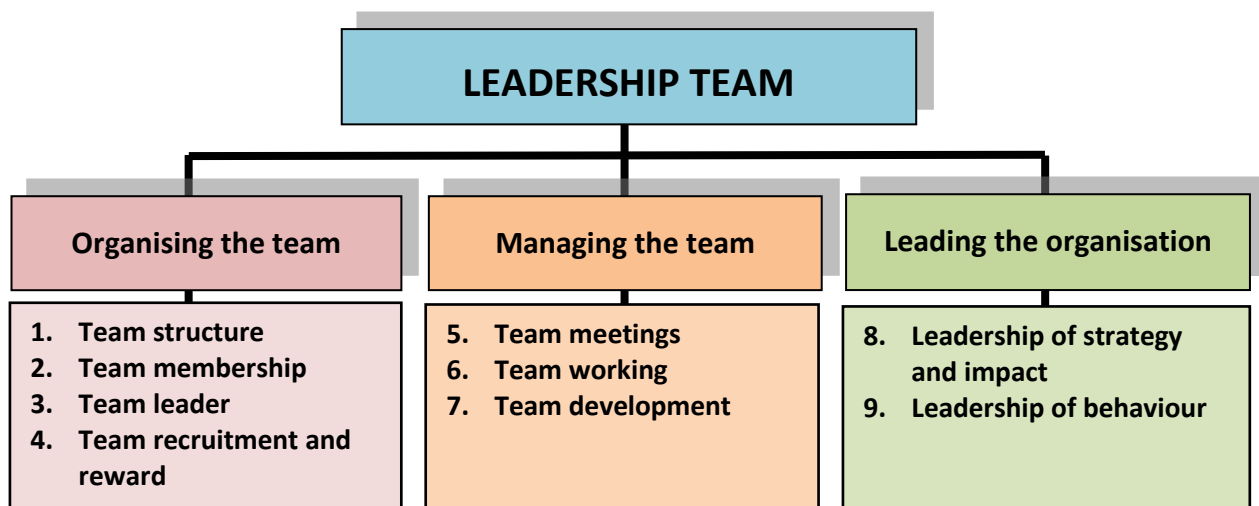 LEADERSHIP TEAM
Organising the team
1. Team structure
2. Team membership
3. Team leader
4. Team recruitment and
reward
Managing the team
5. Team meetings
6. Team working
7. Team development
Leading the organisation
8. Leadership of strategy
and impact
9. Leadership of behaviour